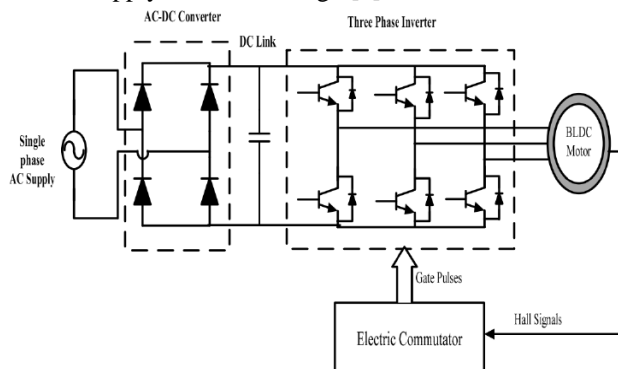 AC-DC Converter
Three Phase Inverter
DC Link
Single
phase
AC Supply
BLDC
Motor
Gate Pulses
Electric Commutator
Hall Signals